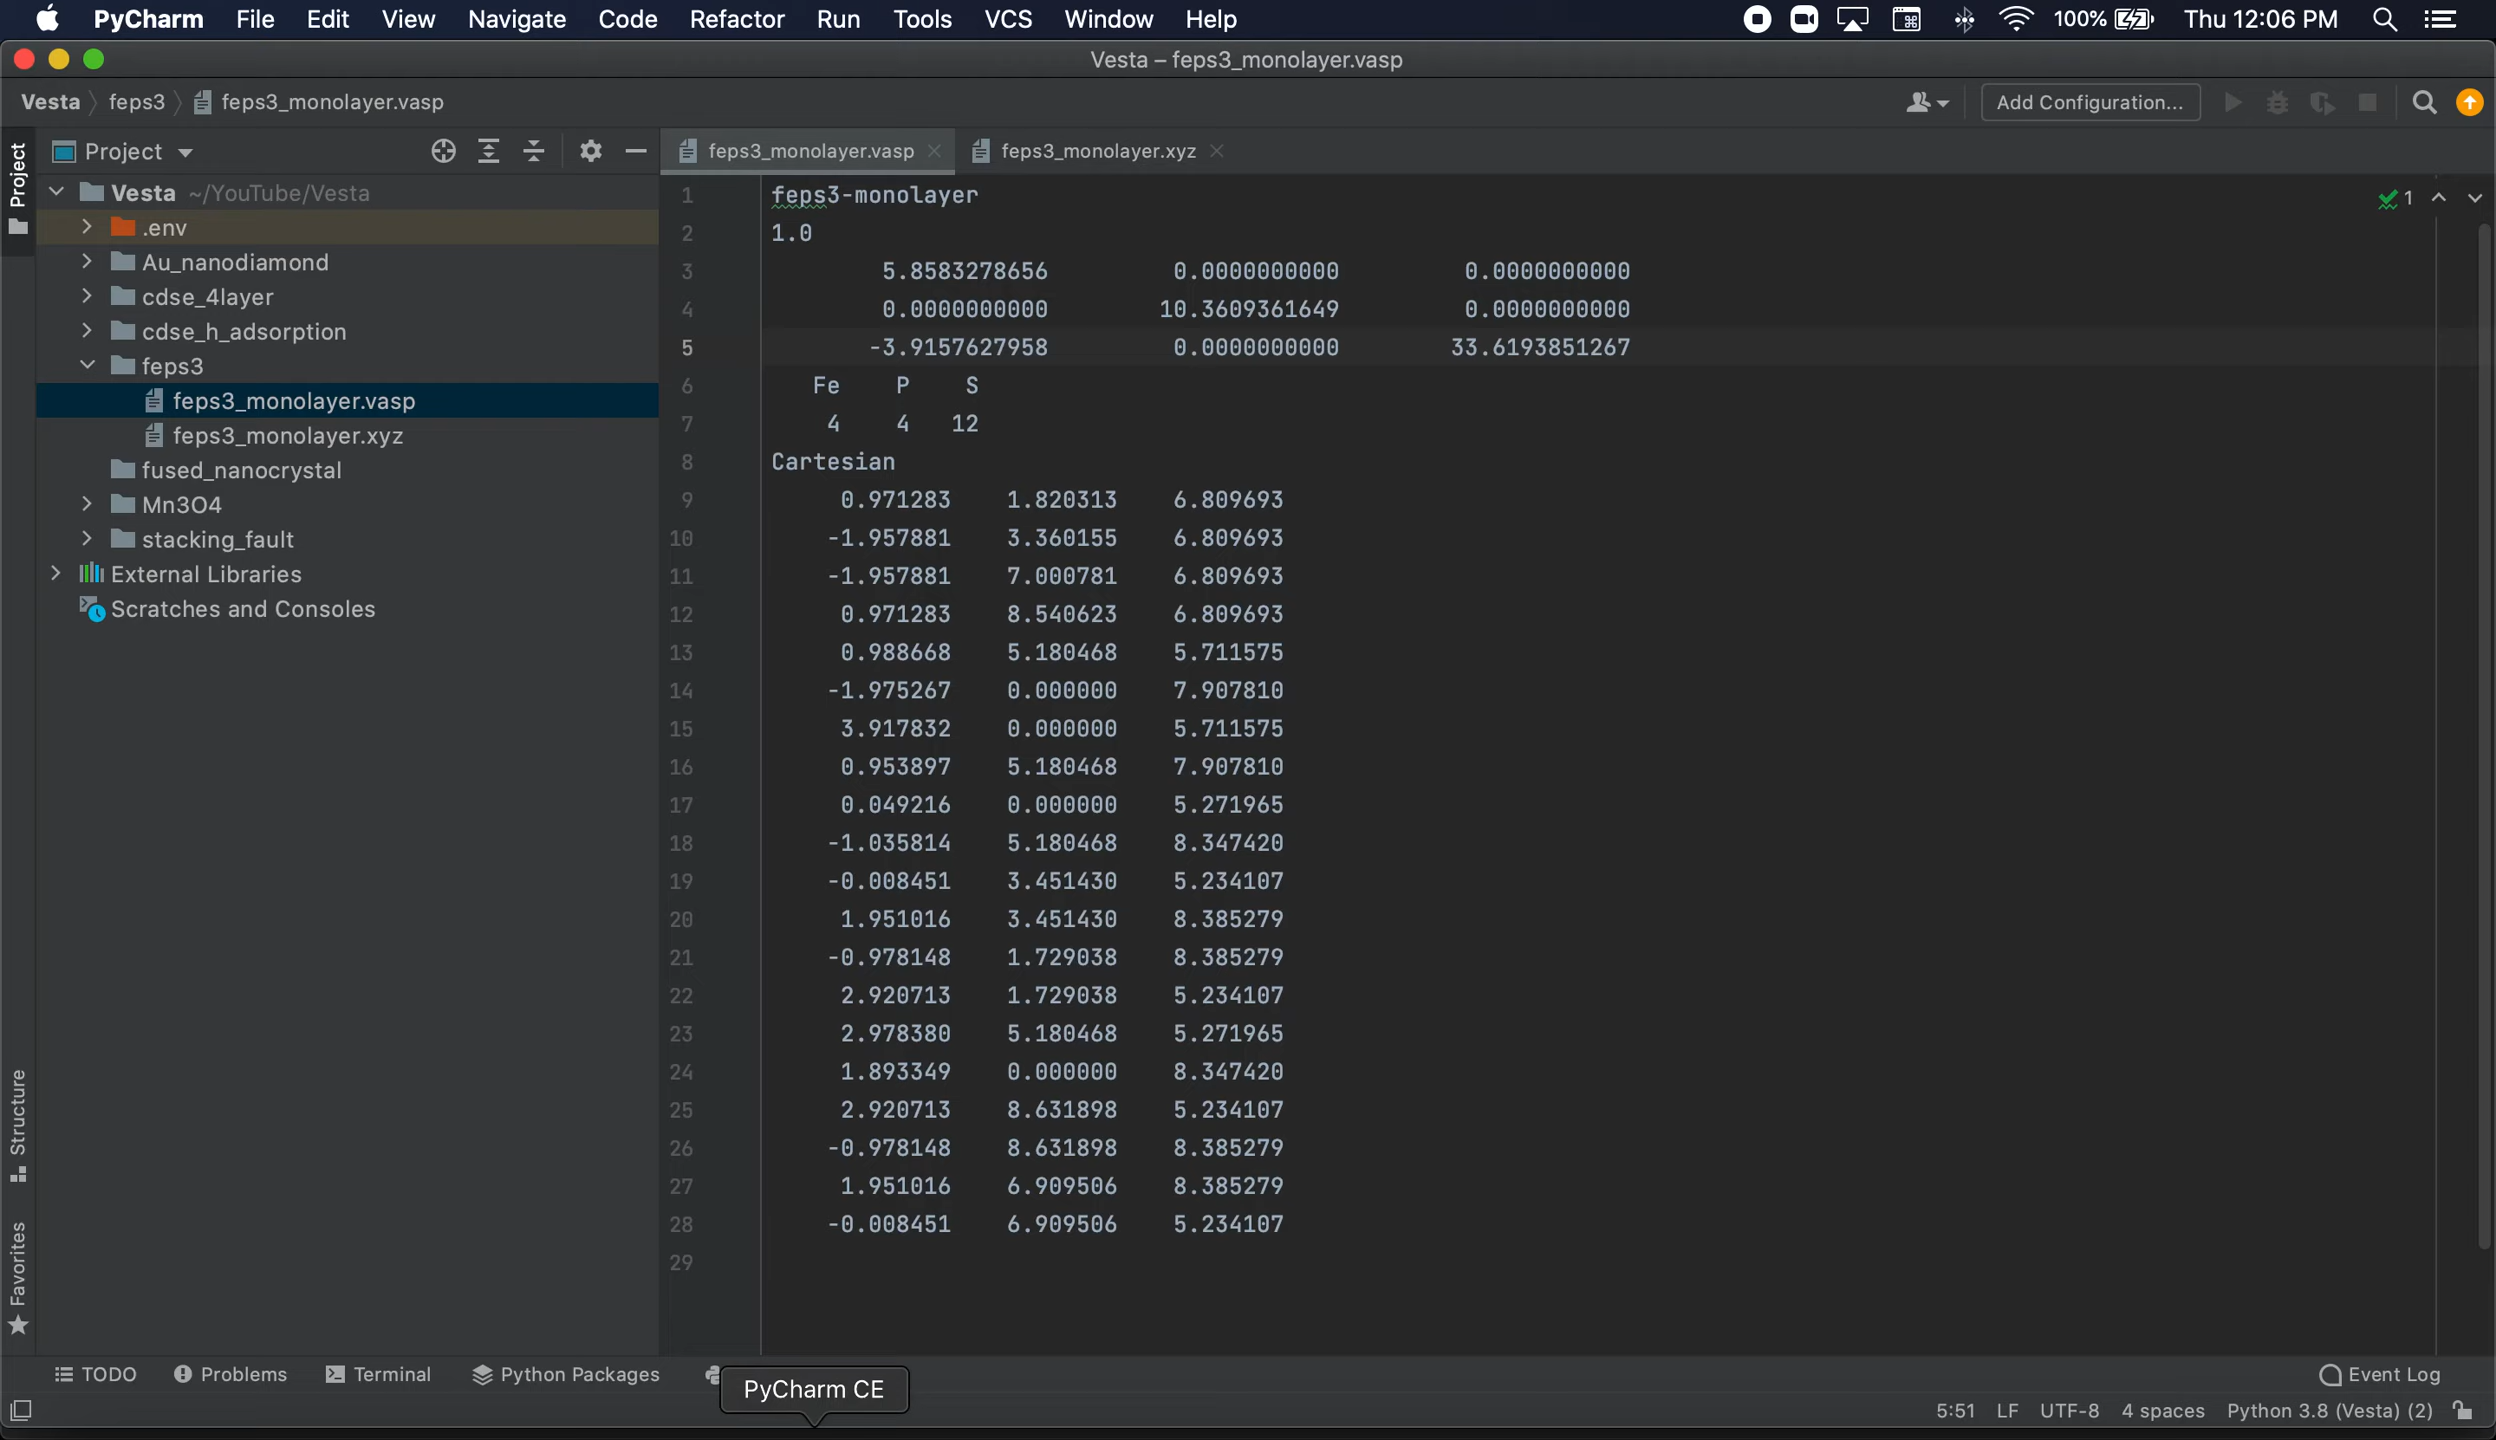 PyCharm File Edit View Navigate Code Refactor Run Tools VCS Window Help 100% Thu 12:06 PM
Vesta – feps3_monolayer.vasp
Vesta feps3 feps3_monolayer.vasp Add Configuration...
Project feps3_monolayer.vasp feps3_monolayer.xyz
Project
Vesta ~/YouTube/Vesta
.env
Au_nanodiamond
cdse_4layer
cdse_h_adsorption
feps3
feps3_monolayer.vasp
feps3_monolayer.xyz
fused_nanocrystal
Mn3O4
stacking_fault
External Libraries
Scratches and Consoles
Structure
Favorites
1 feps3-monolayer 1
2 1.0
3 5.8583278656 0.0000000000 0.0000000000
4 0.0000000000 10.3609361649 0.0000000000
5 -3.9157627958 0.0000000000 33.6193851267
6 Fe P S
7 4 4 12
8 Cartesian
9 0.971283 1.820313 6.809693
10 -1.957881 3.360155 6.809693
11 -1.957881 7.000781 6.809693
12 0.971283 8.540623 6.809693
13 0.988668 5.180468 5.711575
14 -1.975267 0.000000 7.907810
15 3.917832 0.000000 5.711575
16 0.953897 5.180468 7.907810
17 0.049216 0.000000 5.271965
18 -1.035814 5.180468 8.347420
19 -0.008451 3.451430 5.234107
20 1.951016 3.451430 8.385279
21 -0.978148 1.729038 8.385279
22 2.920713 1.729038 5.234107
23 2.978380 5.180468 5.271965
24 1.893349 0.000000 8.347420
25 2.920713 8.631898 5.234107
26 -0.978148 8.631898 8.385279
27 1.951016 6.909506 8.385279
28 -0.008451 6.909506 5.234107
29
TODO Problems Terminal Python Packages Event Log
PyCharm CE
5:51 LF UTF-8 4 spaces Python 3.8 (Vesta) (2)